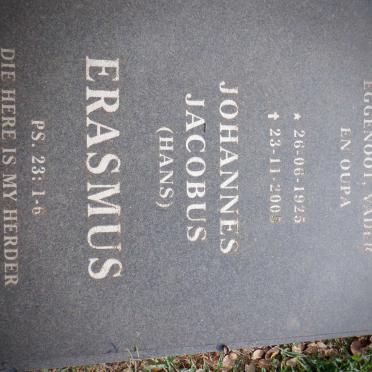 EGGENOOT, VADER
EN OUPA
★ 26-06-1925
✝ 23-11-2005
JOHANNES
JACOBUS
(HANS)
ERASMUS
PS. 23: 1-6
DIE HERE IS MY HERDER